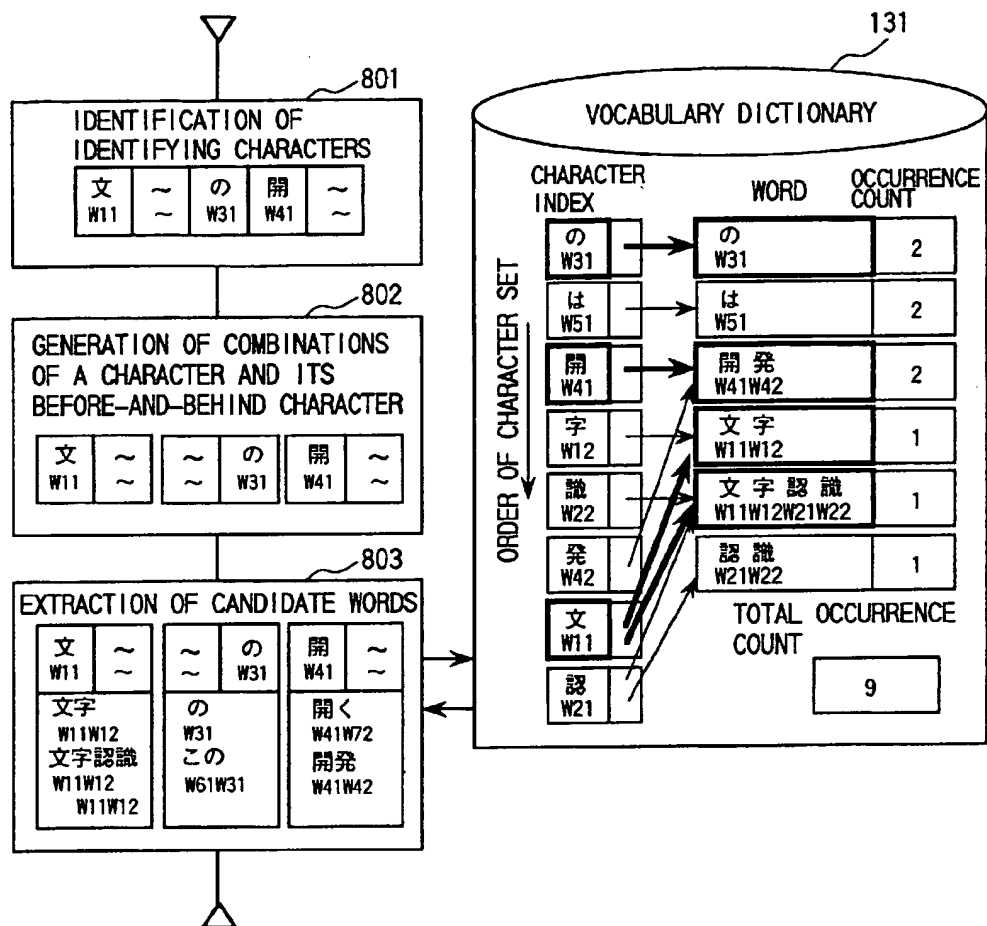 801
IDENTIFICATION OF
IDENTIFYING CHARACTERS
文 ～ の 開 ～
W11 ～ W31 W41 ～
802
GENERATION OF COMBINATIONS
OF A CHARACTER AND ITS
BEFORE-AND-BEHIND CHARACTER
文 ～ ～ の 開 ～
W11 ～ ～ W31 W41 ～
803
EXTRACTION OF CANDIDATE WORDS
文 ～ ～ の 開 ～
W11 ～ ～ W31 W41 ～
文字
W11W12
文字認識
W11W12
W11W12
の
W31
この
W61W31
開く
W41W72
開発
W41W42
131
VOCABULARY DICTIONARY
CHARACTER
INDEX
WORD
OCCURRENCE
COUNT
ORDER OF CHARACTER SET
の
W31
は
W51
開
W41
字
W12
識
W22
発
W42
文
W11
認
W21
の
W31
2
は
W51
2
開発
W41W42
2
文字
W11W12
1
文字認識
W11W12W21W22
1
認識
W21W22
1
TOTAL OCCURRENCE
COUNT
9